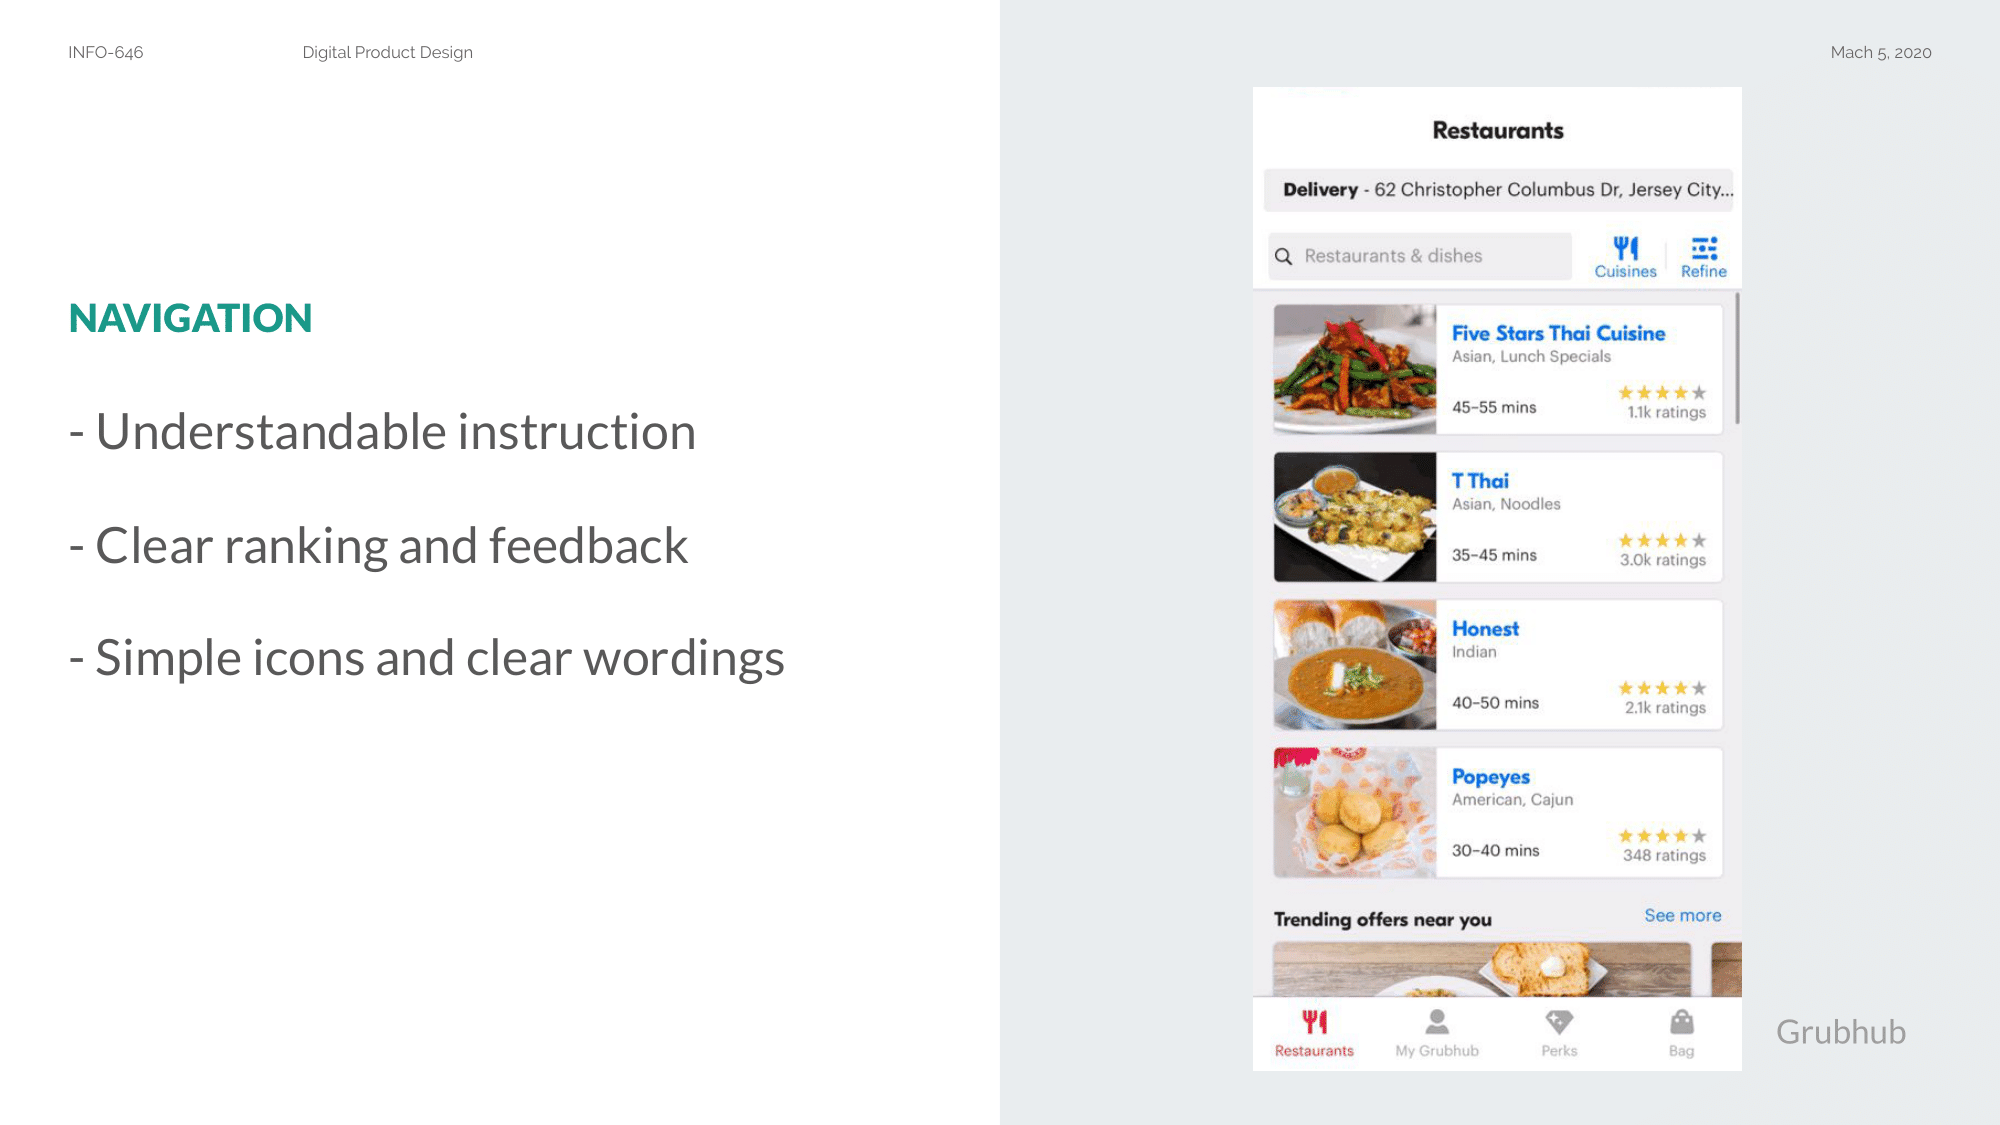 INFO-646
Digital Product Design
Mach 5, 2020
NAVIGATION
- Understandable instruction
- Clear ranking and feedback
- Simple icons and clear wordings
Restaurants
Delivery - 62 Christopher Columbus Dr, Jersey City...
Restaurants & dishes
Cuisines
Refine
Five Stars Thai Cuisine
Asian, Lunch Specials
45–55 mins
1.1k ratings
T Thai
Asian, Noodles
35–45 mins
3.0k ratings
Honest
Indian
40–50 mins
2.1k ratings
Popeyes
American, Cajun
30–40 mins
348 ratings
Trending offers near you
See more
Restaurants
My Grubhub
Perks
Bag
Grubhub